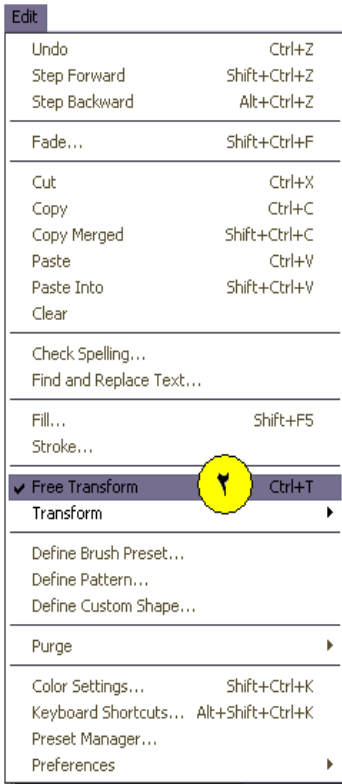 Edit
Undo Ctrl+Z
Step Forward Shift+Ctrl+Z
Step Backward Alt+Ctrl+Z
Fade... Shift+Ctrl+F
Cut Ctrl+X
Copy Ctrl+C
Copy Merged Shift+Ctrl+C
Paste Ctrl+V
Paste Into Shift+Ctrl+V
Clear
Check Spelling...
Find and Replace Text...
Fill... Shift+F5
Stroke...
Free Transform ٢ Ctrl+T
Transform
Define Brush Preset...
Define Pattern...
Define Custom Shape...
Purge
Color Settings... Shift+Ctrl+K
Keyboard Shortcuts... Alt+Shift+Ctrl+K
Preset Manager...
Preferences